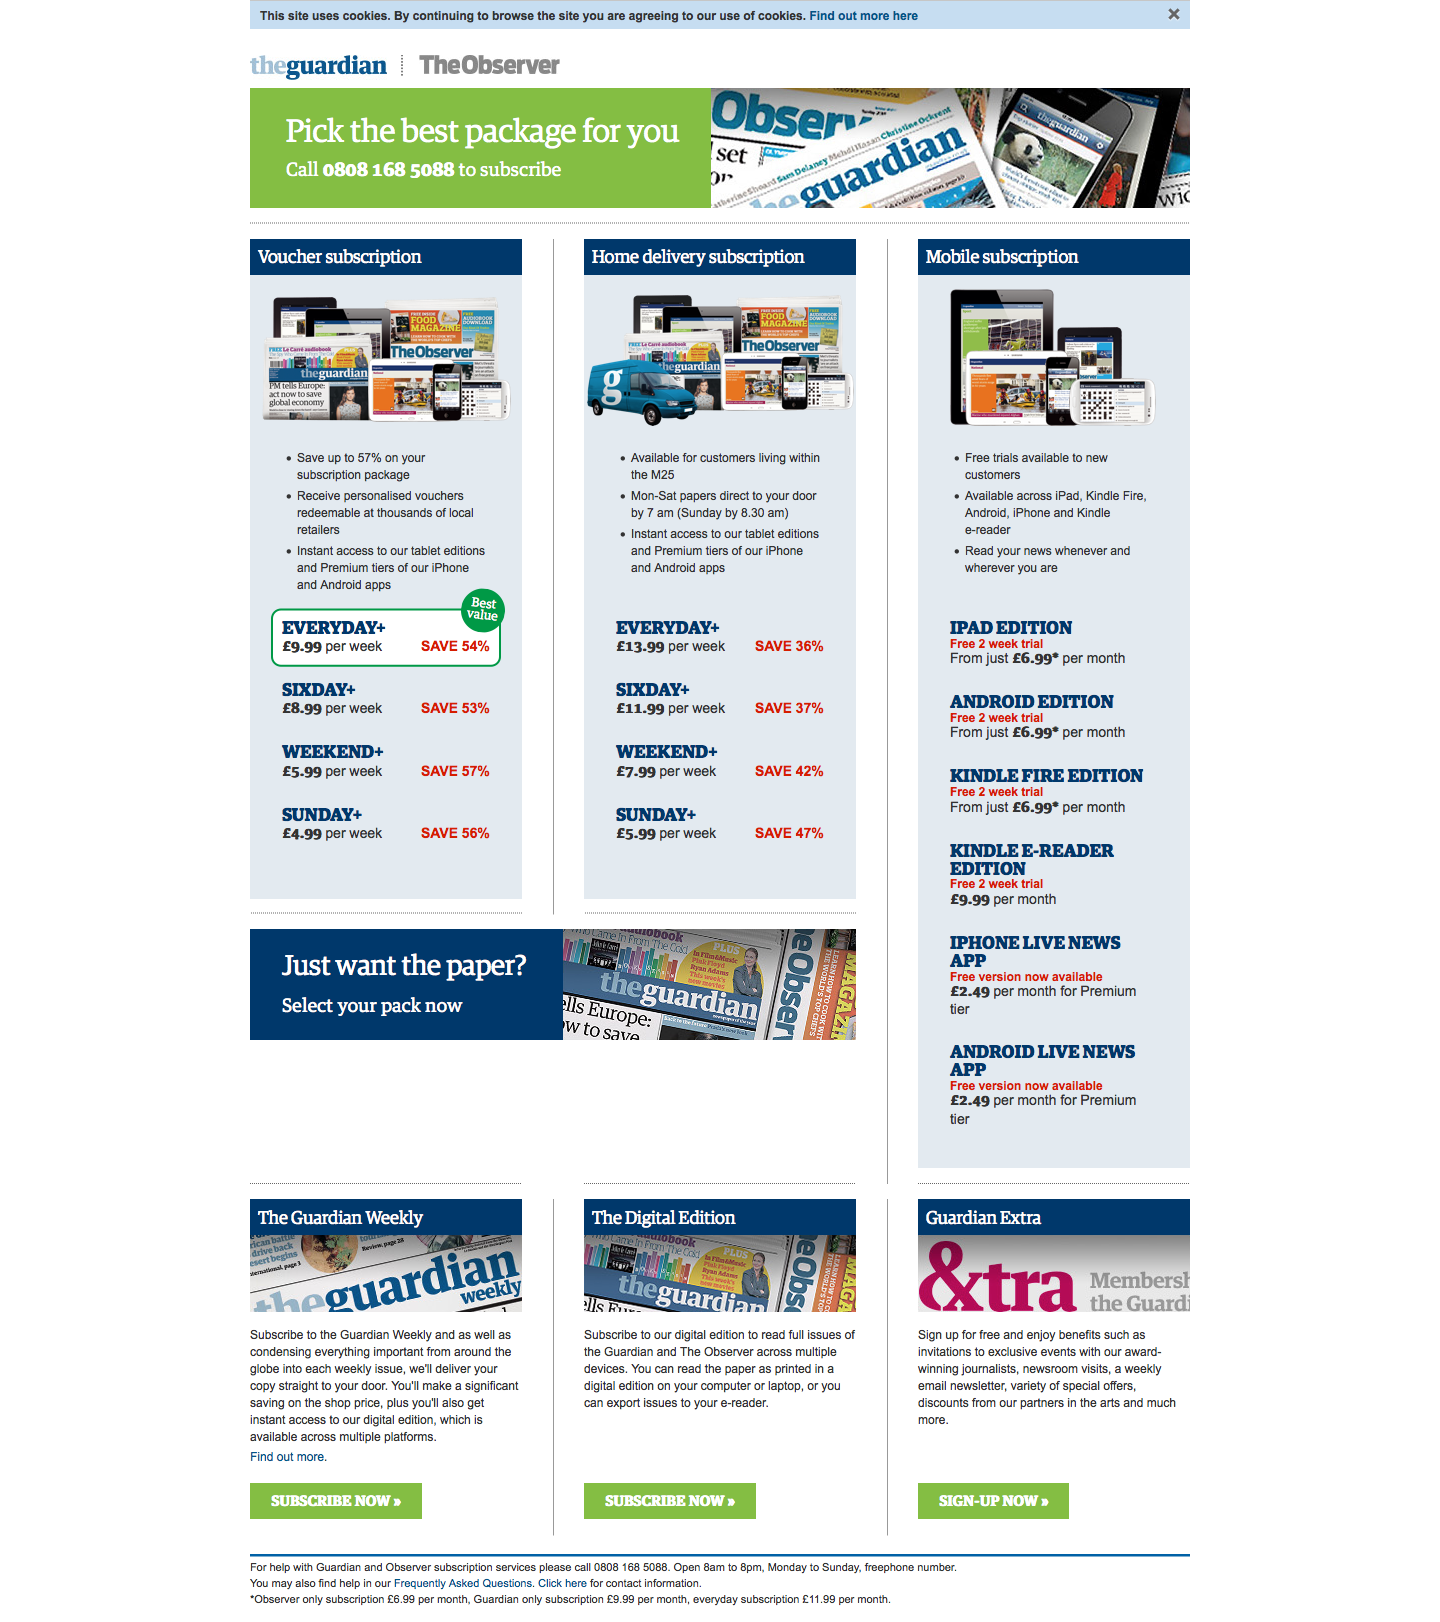 This site uses cookies. By continuing to browse the site you are agreeing to our use of cookies. Find out more here
theguardian
TheObserver
Pick the best package for you
Call 0808 168 5088 to subscribe
Voucher subscription
Save up to 57% on your
subscription package
Receive personalised vouchers
redeemable at thousands of local
retailers
Instant access to our tablet editions
and Premium tiers of our iPhone
and Android apps
Best
value
EVERYDAY+
£9.99 per week SAVE 54%
SIXDAY+
£8.99 per week SAVE 53%
WEEKEND+
£5.99 per week SAVE 57%
SUNDAY+
£4.99 per week SAVE 56%
Home delivery subscription
Available for customers living within
the M25
Mon-Sat papers direct to your door
by 7 am (Sunday by 8.30 am)
Instant access to our tablet editions
and Premium tiers of our iPhone
and Android apps
EVERYDAY+
£13.99 per week SAVE 36%
SIXDAY+
£11.99 per week SAVE 37%
WEEKEND+
£7.99 per week SAVE 42%
SUNDAY+
£5.99 per week SAVE 47%
Mobile subscription
Free trials available to new
customers
Available across iPad, Kindle Fire,
Android, iPhone and Kindle
e-reader
Read your news whenever and
wherever you are
IPAD EDITION
Free 2 week trial
From just £6.99* per month
ANDROID EDITION
Free 2 week trial
From just £6.99* per month
KINDLE FIRE EDITION
Free 2 week trial
From just £6.99* per month
KINDLE E-READER
EDITION
Free 2 week trial
£9.99 per month
IPHONE LIVE NEWS
APP
Free version now available
£2.49 per month for Premium
tier
ANDROID LIVE NEWS
APP
Free version now available
£2.49 per month for Premium
tier
Just want the paper?
Select your pack now
The Guardian Weekly
theguardian
weekly
Subscribe to the Guardian Weekly and as well as
condensing everything important from around the
globe into each weekly issue, we'll deliver your
copy straight to your door. You'll make a significant
saving on the shop price, plus you'll also get
instant access to our digital edition, which is
available across multiple platforms.
Find out more.
SUBSCRIBE NOW »
The Digital Edition
theguardian
Subscribe to our digital edition to read full issues of
the Guardian and The Observer across multiple
devices. You can read the paper as printed in a
digital edition on your computer or laptop, or you
can export issues to your e-reader.
SUBSCRIBE NOW »
Guardian Extra
&tra
Membersh
the Guardi
Sign up for free and enjoy benefits such as
invitations to exclusive events with our award-
winning journalists, newsroom visits, a weekly
email newsletter, variety of special offers,
discounts from our partners in the arts and much
more.
SIGN-UP NOW »
For help with Guardian and Observer subscription services please call 0808 168 5088. Open 8am to 8pm, Monday to Sunday, freephone number.
You may also find help in our Frequently Asked Questions. Click here for contact information.
*Observer only subscription £6.99 per month, Guardian only subscription £9.99 per month, everyday subscription £11.99 per month.